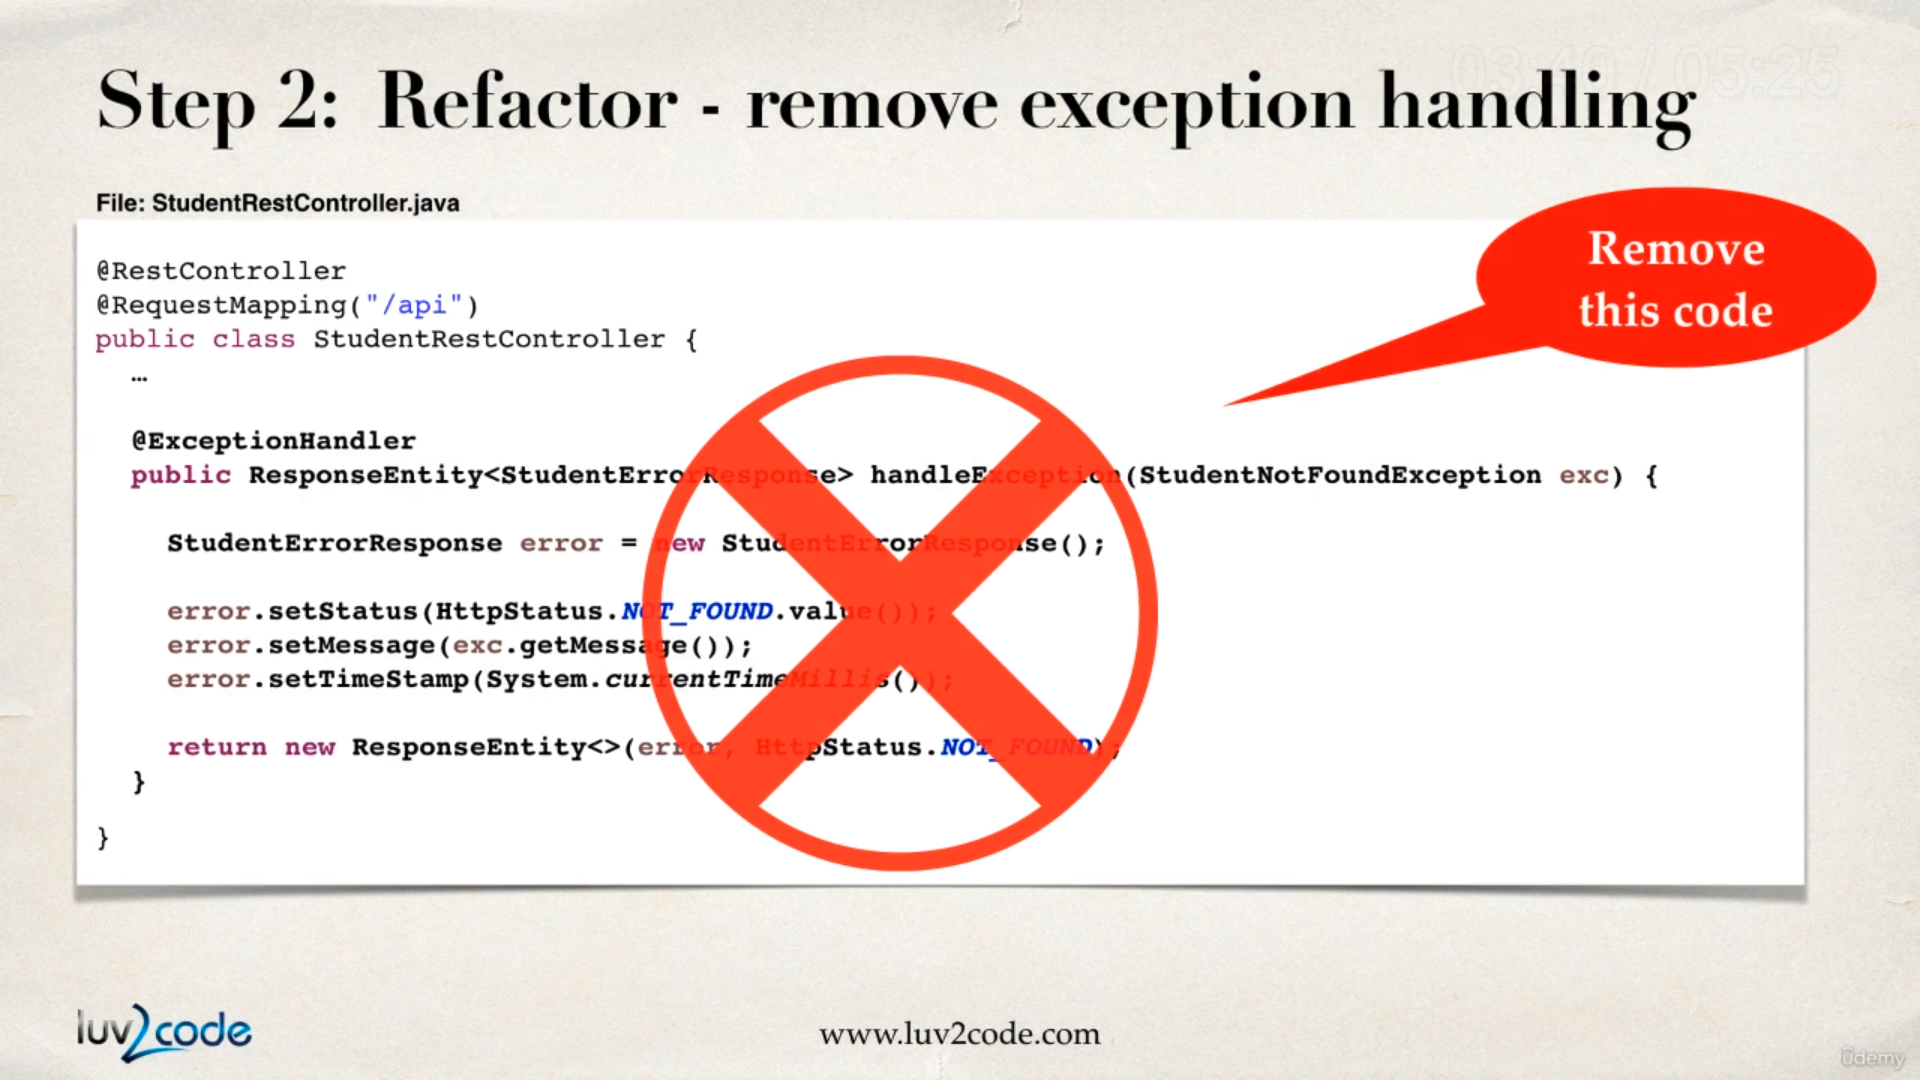 03:49 / 05:25
Step 2: Refactor - remove exception handling
File: StudentRestController.java
Remove
this code
@RestController
@RequestMapping("/api")
public class StudentRestController {
…
@ExceptionHandler
public ResponseEntity<StudentErrorResponse> handleException(StudentNotFoundException exc) {
StudentErrorResponse error = new StudentErrorResponse();
error.setStatus(HttpStatus.NOT_FOUND.value());
error.setMessage(exc.getMessage());
error.setTimeStamp(System.currentTimeMillis());
return new ResponseEntity<>(error, HttpStatus.NOT_FOUND);
}
}
luv2code
www.luv2code.com
ûdemy